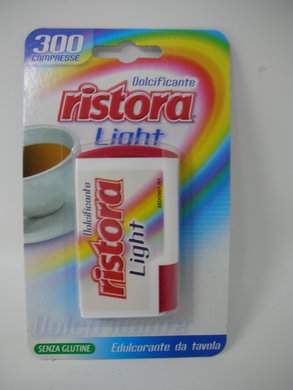 300
COMPRESSE
Dolcificante
ristora
Light
Dolcificante
ristora
Light
Dolcificante
SENZA GLUTINE
Edulcorante da tavola